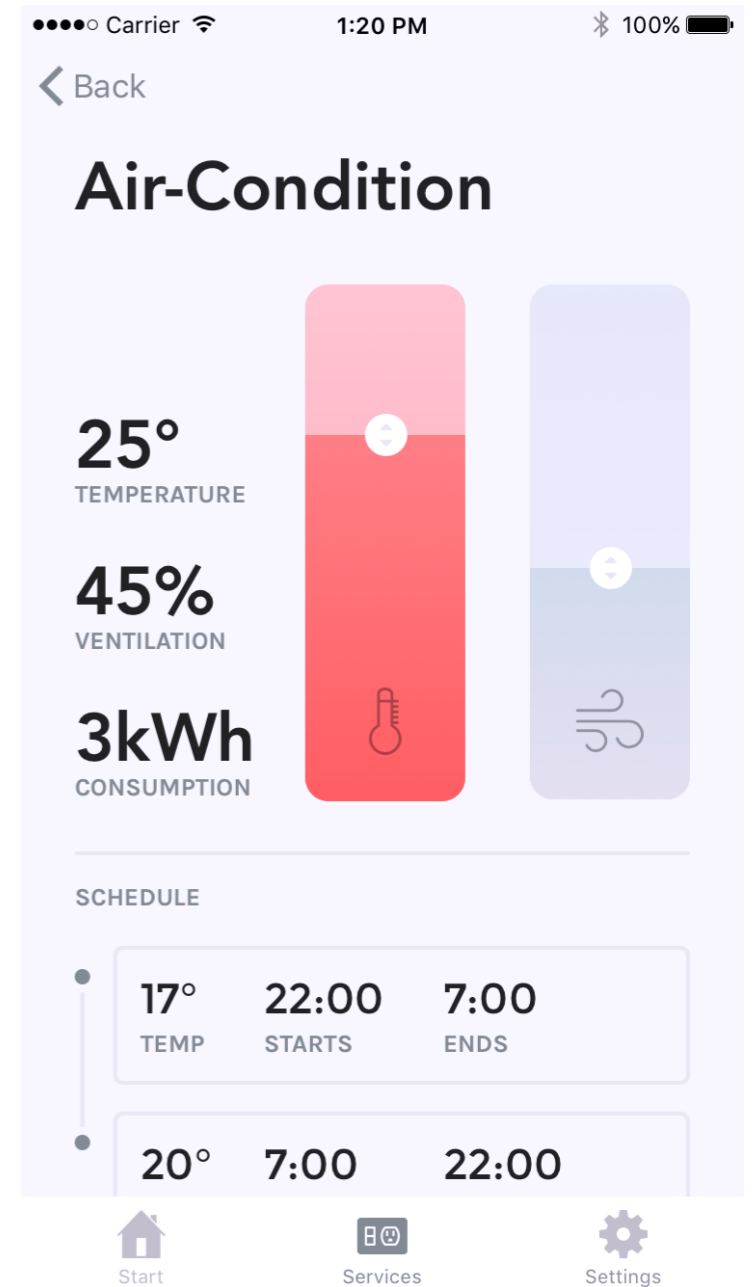 Carrier 1:20 PM 100%
Back
Air-Condition
25°
TEMPERATURE
45%
VENTILATION
3kWh
CONSUMPTION
SCHEDULE
17° 22:00 7:00
TEMP STARTS ENDS
20° 7:00 22:00
Start Services Settings